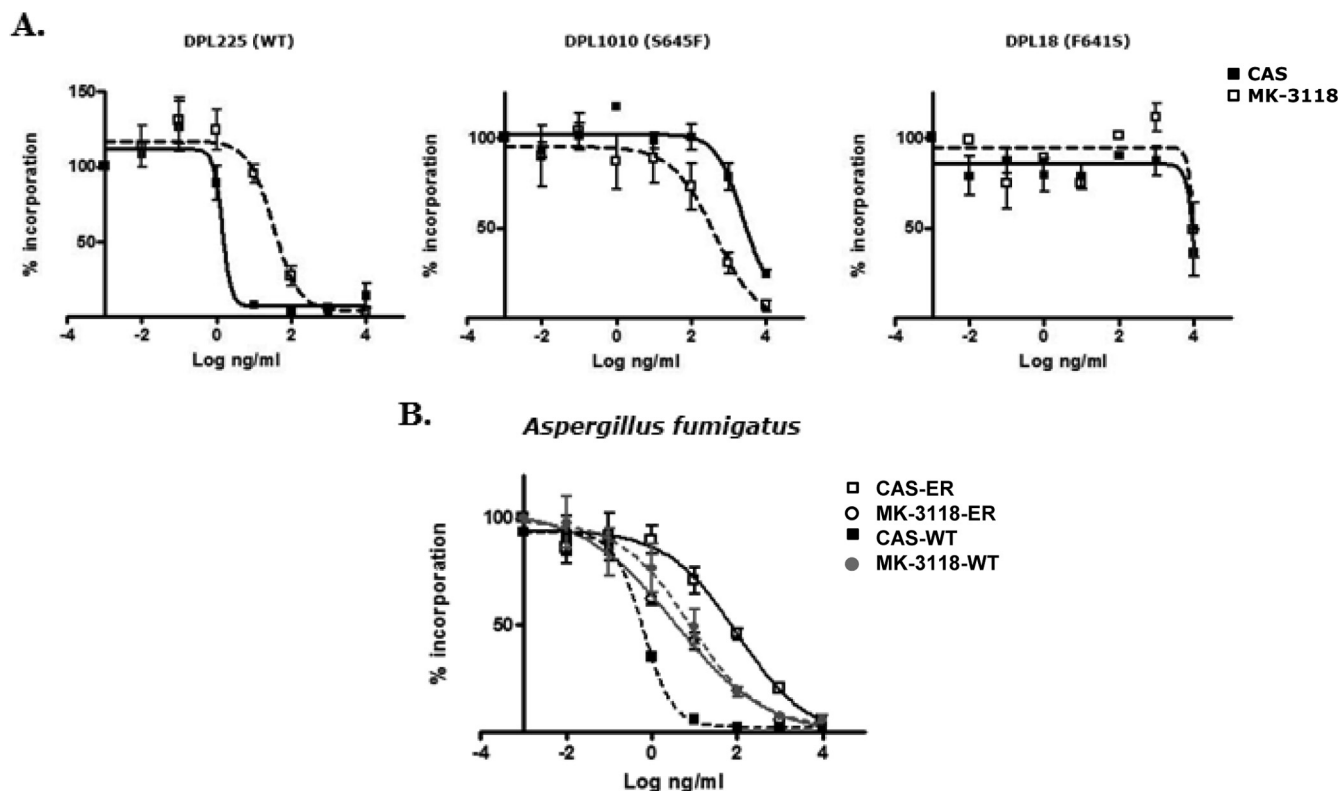 A.
DPL225 (WT)
DPL1010 (S645F)
DPL18 (F641S)
CAS
MK-3118
% incorporation
150
100
50
-4
-2
0
2
4
Log ng/ml
% incorporation
100
50
-4
-2
0
2
4
Log ng/ml
% incorporation
100
50
-4
-2
0
2
4
Log ng/ml
B.
Aspergillus fumigatus
CAS-ER
MK-3118-ER
CAS-WT
MK-3118-WT
% incorporation
100
50
-4
-2
0
2
4
Log ng/ml